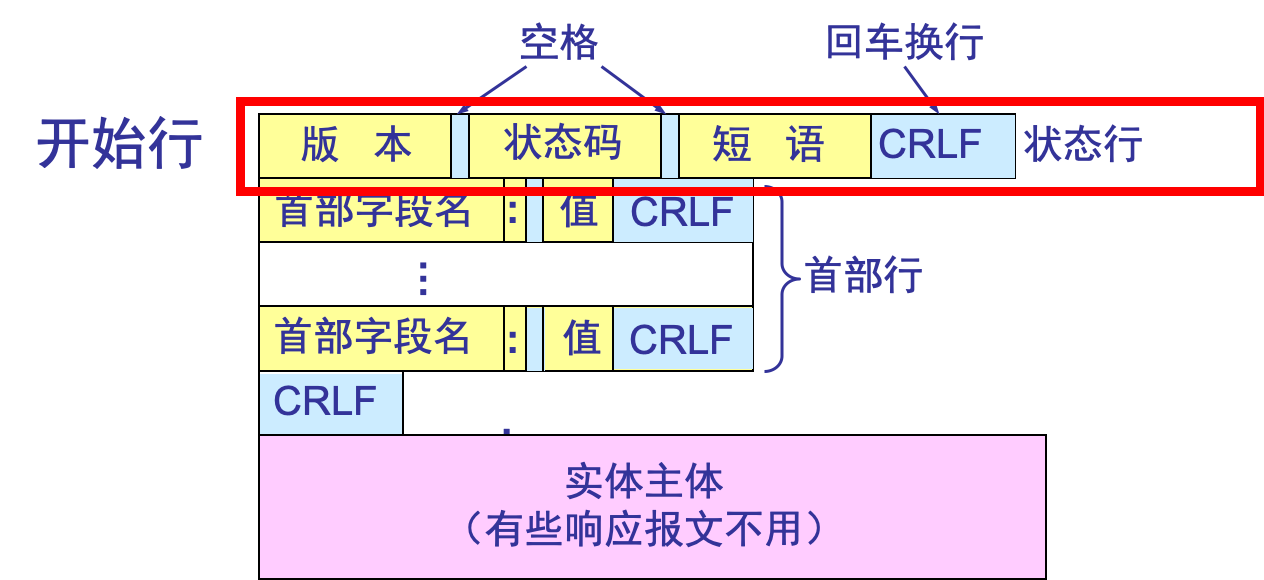 空格 回车换行
开始行 版 本 状态码 短 语 CRLF 状态行
首部字段名 : 值 CRLF
⋮ 首部行
首部字段名 : 值 CRLF
CRLF
实体主体
（有些响应报文不用）